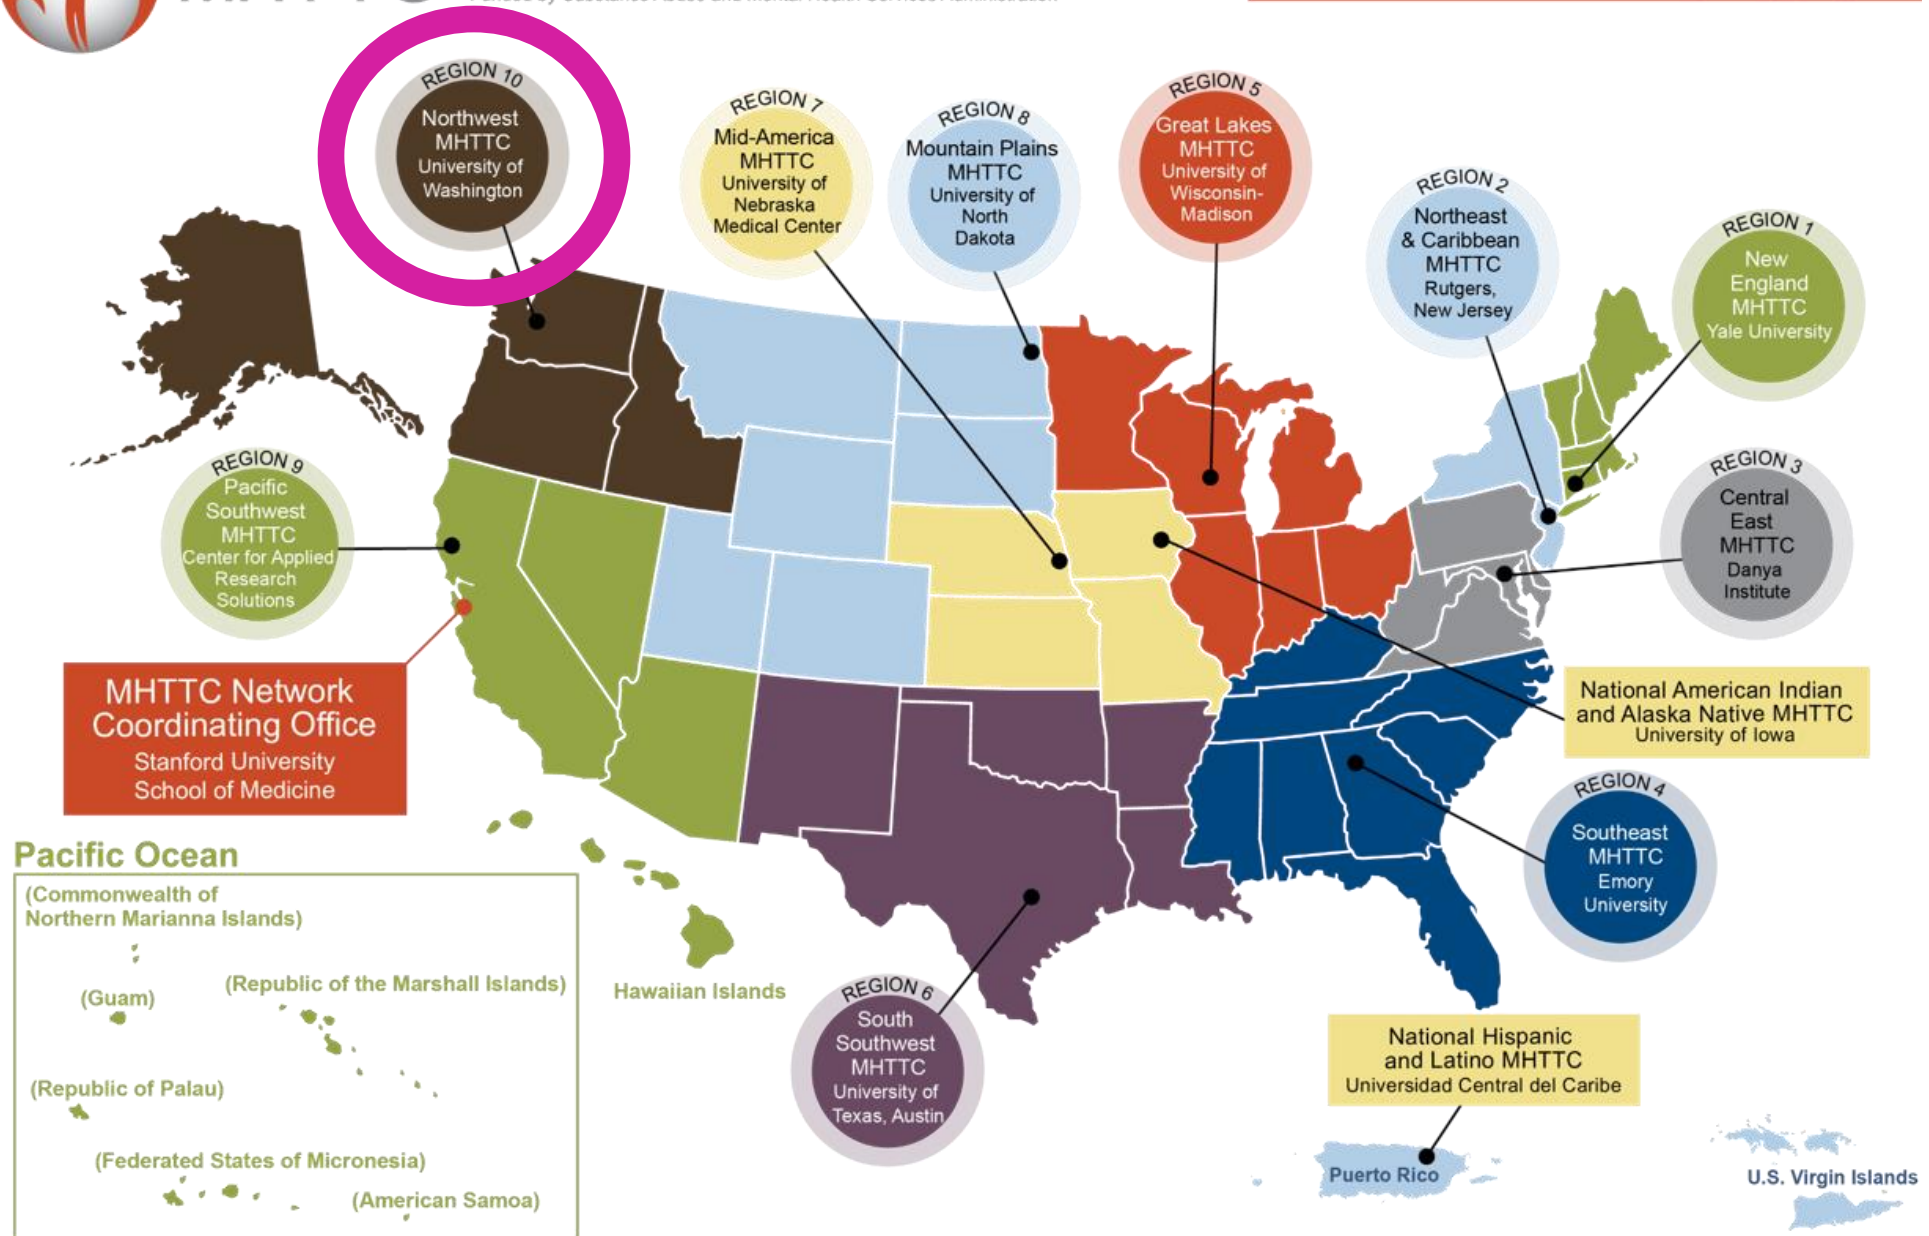 REGION 10
Northwest
MHTTC
University of
Washington
REGION 7
Mid-America
MHTTC
University of
Nebraska
Medical Center
REGION 8
Mountain Plains
MHTTC
University of
North
Dakota
REGION 5
Great Lakes
MHTTC
University of
Wisconsin-
Madison
REGION 2
Northeast
& Caribbean
MHTTC
Rutgers,
New Jersey
REGION 1
New
England
MHTTC
Yale University
REGION 9
Pacific
Southwest
MHTTC
Center for Applied
Research
Solutions
REGION 3
Central
East
MHTTC
Danya
Institute
MHTTC Network
Coordinating Office
Stanford University
School of Medicine
National American Indian
and Alaska Native MHTTC
University of Iowa
REGION 4
Southeast
MHTTC
Emory
University
Pacific Ocean
(Commonwealth of
Northern Marianna Islands)
(Guam)
(Republic of the Marshall Islands)
(Republic of Palau)
(Federated States of Micronesia)
(American Samoa)
Hawaiian Islands
REGION 6
South
Southwest
MHTTC
University of
Texas, Austin
National Hispanic
and Latino MHTTC
Universidad Central del Caribe
Puerto Rico
U.S. Virgin Islands